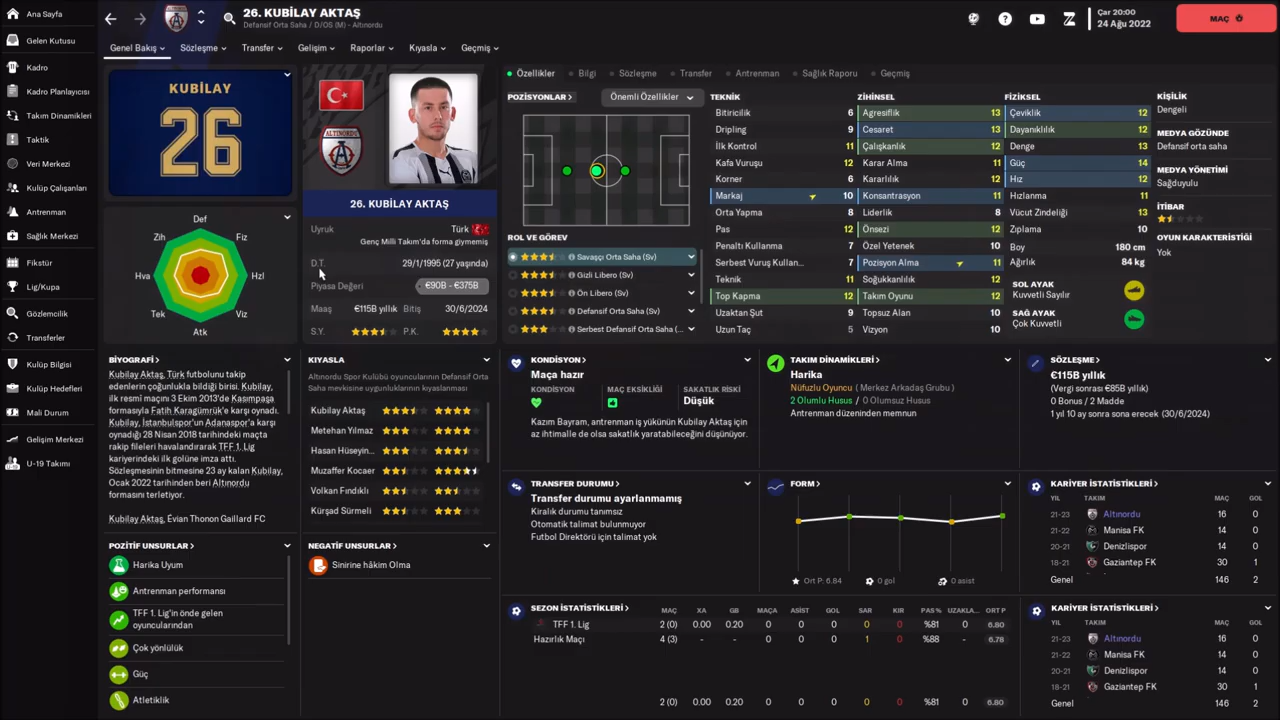 Ana Sayfa
Gelen Kutusu
Kadro
Kadro Planlayıcısı
Takım Dinamikleri
Taktik
Veri Merkezi
Kulüp Çalışanları
Antrenman
Sağlık Merkezi
Fikstür
Lig/Kupa
Gözlemcilik
Transferler
Kulüp Bilgisi
Kulüp Hedefleri
Mali Durum
Gelişim Merkezi
U-19 Takımı
26. KUBİLAY AKTAŞ
Defansif Orta Saha / D/OS (M) - Altınordu
Çar 20:00
24 Ağu 2022
MAÇ
Genel Bakış
Sözleşme
Transfer
Gelişim
Raporlar
Kıyasla
Geçmiş
KUBİLAY
26
Def
Fiz
Hzl
Viz
Atk
Tek
Hva
Zih
ALTINORDU
26. KUBİLAY AKTAŞ
Uyruk Türk
Genç Milli Takım'da forma giymemiş
D.T. 29/1/1995 (27 yaşında)
Piyasa Değeri €90B - €375B
Maaş €115B yıllık Bitiş 30/6/2024
S.Y. P.K.
Özellikler
Bilgi
Sözleşme
Transfer
Antrenman
Sağlık Raporu
Geçmiş
POZİSYONLAR
Önemli Özellikler
ROL VE GÖREV
Savaşçı Orta Saha (Sv)
Gizli Libero (Sv)
Ön Libero (Sv)
Defansif Orta Saha (Sv)
Serbest Defansif Orta Saha (...
TEKNİK
Bitiricilik 6
Dripling 9
İlk Kontrol 11
Kafa Vuruşu 12
Korner 6
Markaj 10
Orta Yapma 8
Pas 12
Penaltı Kullanma 7
Serbest Vuruş Kullan... 7
Teknik 11
Top Kapma 12
Uzaktan Şut 9
Uzun Taç 5
ZİHİNSEL
Agresiflik 13
Cesaret 13
Çalışkanlık 12
Karar Alma 11
Kararlılık 12
Konsantrasyon 11
Liderlik 8
Önsezi 12
Özel Yetenek 10
Pozisyon Alma 11
Soğukkanlılık 12
Takım Oyunu 12
Topsuz Alan 10
Vizyon 10
FİZİKSEL
Çeviklik 12
Dayanıklılık 12
Denge 13
Güç 14
Hız 12
Hızlanma 11
Vücut Zindeliği 13
Zıplama 10
Boy 180 cm
Ağırlık 84 kg
SOL AYAK
Kuvvetli Sayılır
SAĞ AYAK
Çok Kuvvetli
KİŞİLİK
Dengeli
MEDYA GÖZÜNDE
Defansif orta saha
MEDYA YÖNETİMİ
Sağduyulu
İTİBAR
OYUN KARAKTERİSTİĞİ
Yok
BİYOGRAFİ
Kubilay Aktaş, Türk futbolunu takip
edenlerin çoğunlukla bildiği birisi. Kubilay,
ilk resmi maçını 3 Ekim 2013'de Kasımpaşa
formasıyla Fatih Karagümrük'e karşı oynadı.
Kubilay, İstanbulspor'un Adanaspor'a karşı
oynadığı 28 Nisan 2018 tarihindeki maçta
rakip fileleri havalandırarak TFF 1. Lig
kariyerindeki ilk golüne imza attı.
Sözleşmesinin bitmesine 23 ay kalan Kubilay,
Ocak 2022 tarihinden beri Altınordu
formasını terletiyor.
Kubilay Aktaş, Évian Thonon Gaillard FC
KIYASLA
Altınordu Spor Kulübü oyuncularının Defansif Orta
Saha mevkisine uygunluklarının kıyaslaması
Kubilay Aktaş
Metehan Yılmaz
Hasan Hüseyin...
Muzaffer Kocaer
Volkan Fındıklı
Kürşad Sürmeli
KONDİSYON
Maça hazır
KONDİSYON
MAÇ EKSİKLİĞİ
SAKATLIK RİSKİ
Düşük
Kazım Bayram, antrenman iş yükünün Kubilay Aktaş için
az ihtimalle de olsa sakatlık yaratabileceğini düşünüyor.
TAKIM DİNAMİKLERİ
Harika
Nüfuzlu Oyuncu ( Merkez Arkadaş Grubu )
2 Olumlu Husus / 0 Olumsuz Husus
Antrenman düzeninden memnun
SÖZLEŞME
€115B yıllık
(Vergi sonrası €85B yıllık)
0 Bonus / 2 Madde
1 yıl 10 ay sonra sona erecek (30/6/2024)
TRANSFER DURUMU
Transfer durumu ayarlanmamış
Kiralık durumu tanımsız
Otomatik talimat bulunmuyor
Futbol Direktörü için talimat yok
FORM
Ort P: 6.84
0 gol
0 asist
KARİYER İSTATİSTİKLERİ
YIL TAKIM MAÇ GOL
21-23 Altınordu 16 0
21-22 Manisa FK 14 0
20-21 Denizlispor 14 0
18-21 Gaziantep FK 30 1
Genel 146 2
POZİTİF UNSURLAR
Harika Uyum
Antrenman performansı
TFF 1. Lig'in önde gelen
oyuncularından
Çok yönlülük
Güç
Atletiklik
NEGATİF UNSURLAR
Sinirine hâkim Olma
SEZON İSTATİSTİKLERİ
MAÇ XA GB MAÇA ASİST GOL SAR KIR PAS% UZAKLA... ORT P
TFF 1. Lig 2 (0) 0.00 0.20 0 0 0 0 0 %81 0 6.80
Hazırlık Maçı 4 (3) - - 0 0 0 1 0 %88 - 6.78
2 (0) 0.00 0.20 0 0 0 0 0 %81 0 6.80
KARİYER İSTATİSTİKLERİ
YIL TAKIM MAÇ GOL
21-23 Altınordu 16 0
21-22 Manisa FK 14 0
20-21 Denizlispor 14 0
18-21 Gaziantep FK 30 1
Genel 146 2